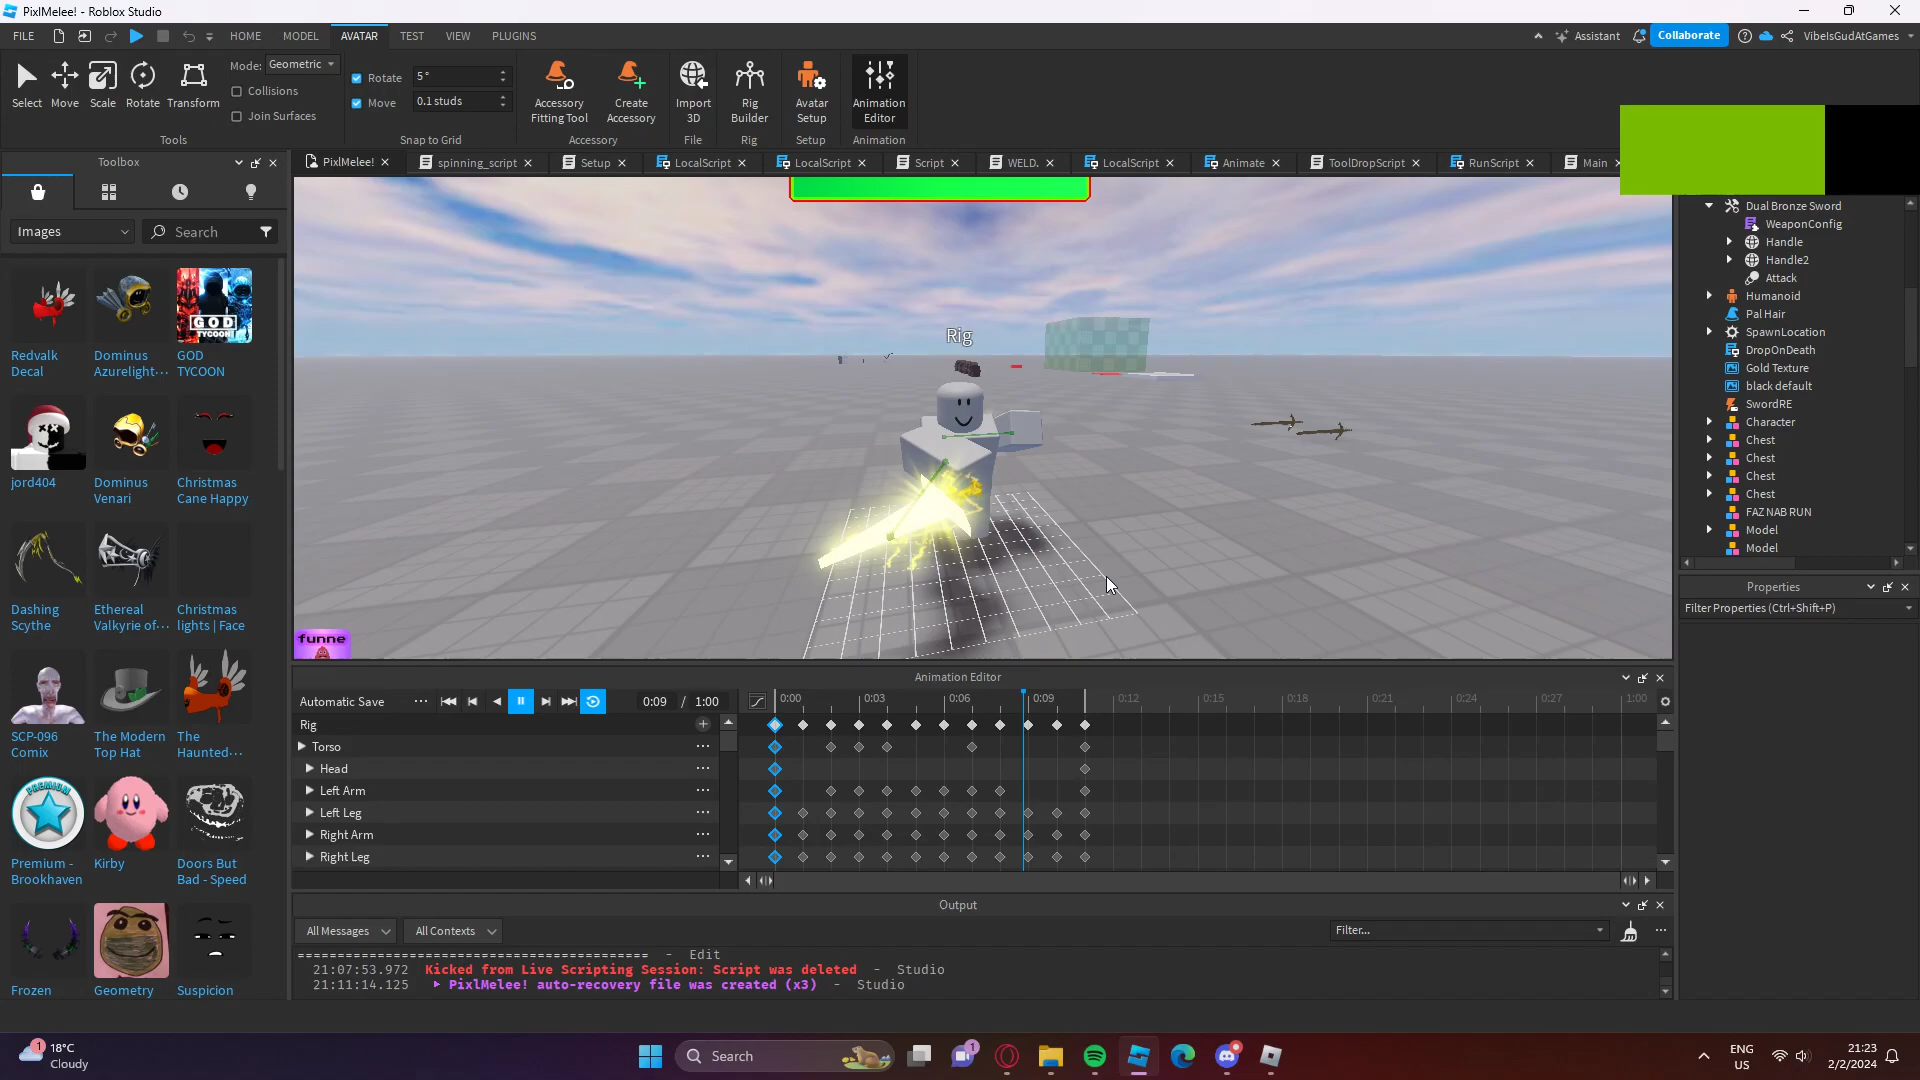 PixlMelee! - Roblox Studio
FILE HOME MODEL AVATAR TEST VIEW PLUGINS Assistant Collaborate VibelsGudAtGames
Select Move Scale Rotate Transform
Mode: Geometric
Collisions
Join Surfaces
Tools
Rotate 5°
Move 0.1 studs
Snap to Grid
Accessory Fitting Tool
Create Accessory
Accessory
Import 3D
File
Rig Builder
Rig
Avatar Setup
Setup
Animation Editor
Animation
Toolbox
PixlMelee! spinning_script Setup LocalScript LocalScript Script WELD. LocalScript Animate ToolDropScript RunScript Main
Images Search
GOD
TYCOON
Redvalk Decal
Dominus Azurelight···
GOD TYCOON
jord404
Dominus Venari
Christmas Cane Happy
Dashing Scythe
Ethereal Valkyrie of···
Christmas lights | Face
SCP-096 Comix
The Modern Top Hat
The Haunted···
PREMIUM
Premium - Brookhaven
Kirby
Doors But Bad - Speed
Frozen
Geometry
Suspicion
Rig
funne
Dual Bronze Sword
WeaponConfig
Handle
Handle2
Attack
Humanoid
Pal Hair
SpawnLocation
DropOnDeath
Gold Texture
black default
SwordRE
Character
Chest
Chest
Chest
Chest
FAZ NAB RUN
Model
Model
Properties
Filter Properties (Ctrl+Shift+P)
Animation Editor
Automatic Save ··· 0:09 / 1:00
0:00 0:03 0:06 0:09 0:12 0:15 0:18 0:21 0:24 0:27 1:00
Rig
Torso
Head
Left Arm
Left Leg
Right Arm
Right Leg
Output
All Messages All Contexts Filter...
============================================ - Edit
21:07:53.972 Kicked from Live Scripting Session: Script was deleted - Studio
21:11:14.125 PixlMelee! auto-recovery file was created (x3) - Studio
1
18°C
Cloudy
Search
1
ENG
US
21:23
2/2/2024